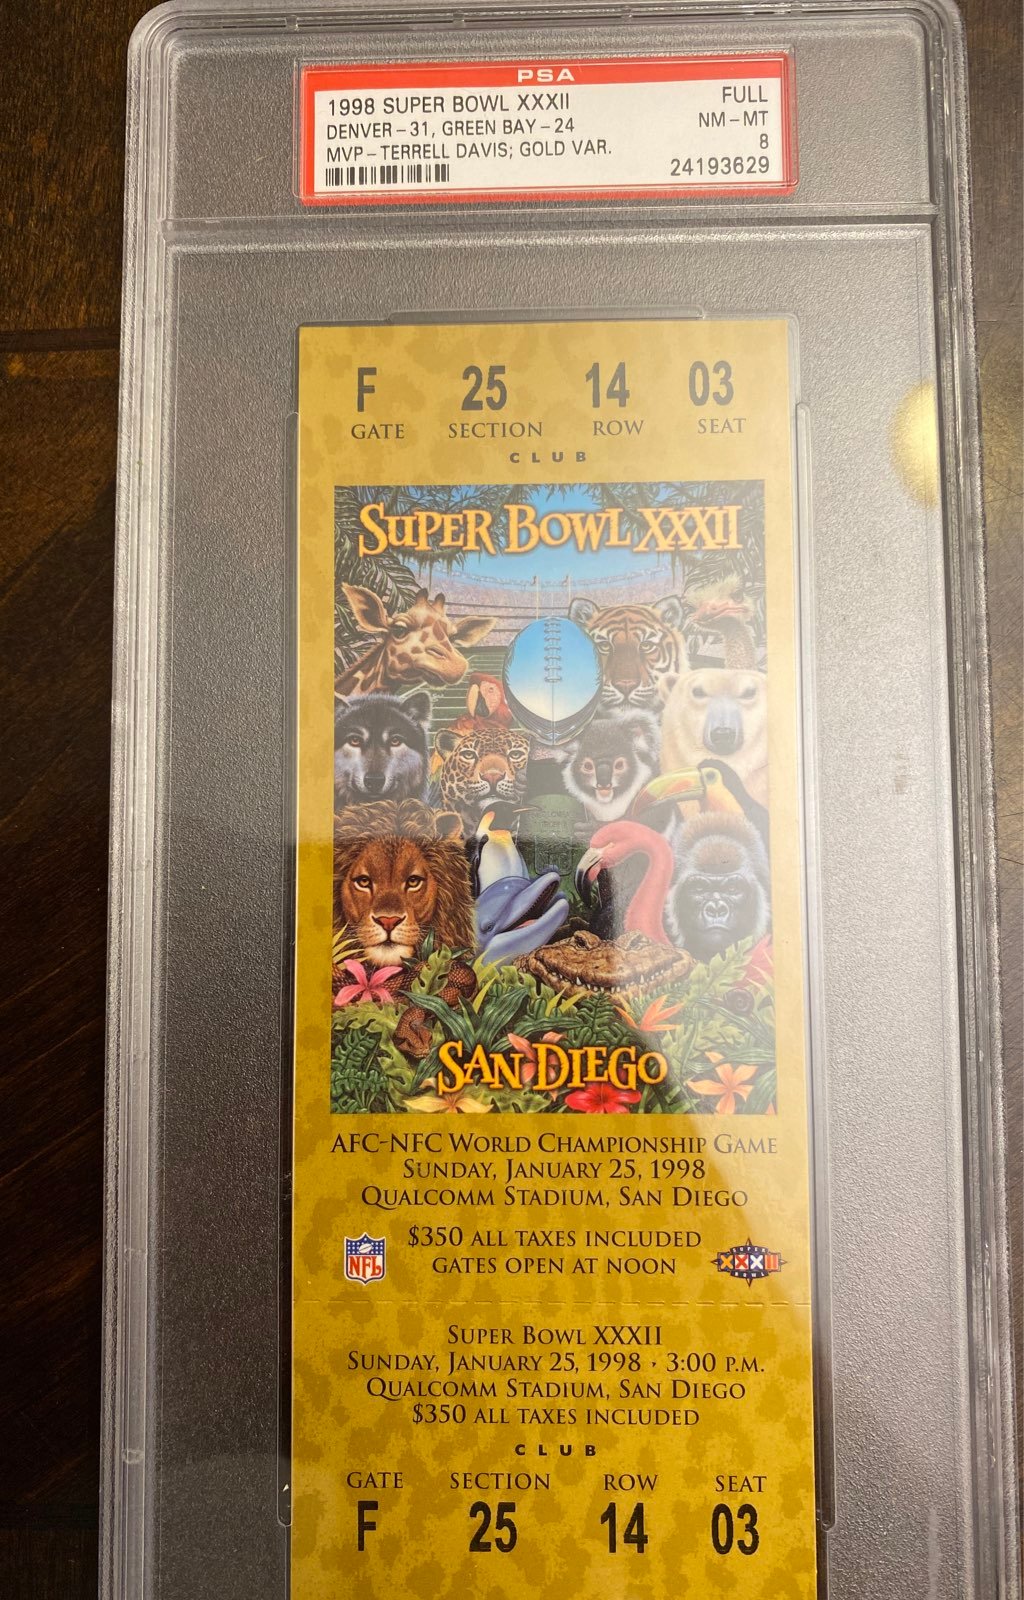 PSA
1998 SUPER BOWL XXXII FULL
DENVER-31, GREEN BAY-24 NM-MT
MVP-TERRELL DAVIS; GOLD VAR. 8
24193629
F 25 14 03
GATE SECTION ROW SEAT
CLUB
SUPER BOWL XXXII
SAN DIEGO
AFC-NFC WORLD CHAMPIONSHIP GAME
SUNDAY, JANUARY 25, 1998
QUALCOMM STADIUM, SAN DIEGO
$350 ALL TAXES INCLUDED
GATES OPEN AT NOON
NFL
SUPER XXXII BOWL
SUPER BOWL XXXII
SUNDAY, JANUARY 25, 1998 · 3:00 P.M.
QUALCOMM STADIUM, SAN DIEGO
$350 ALL TAXES INCLUDED
CLUB
GATE SECTION ROW SEAT
F 25 14 03